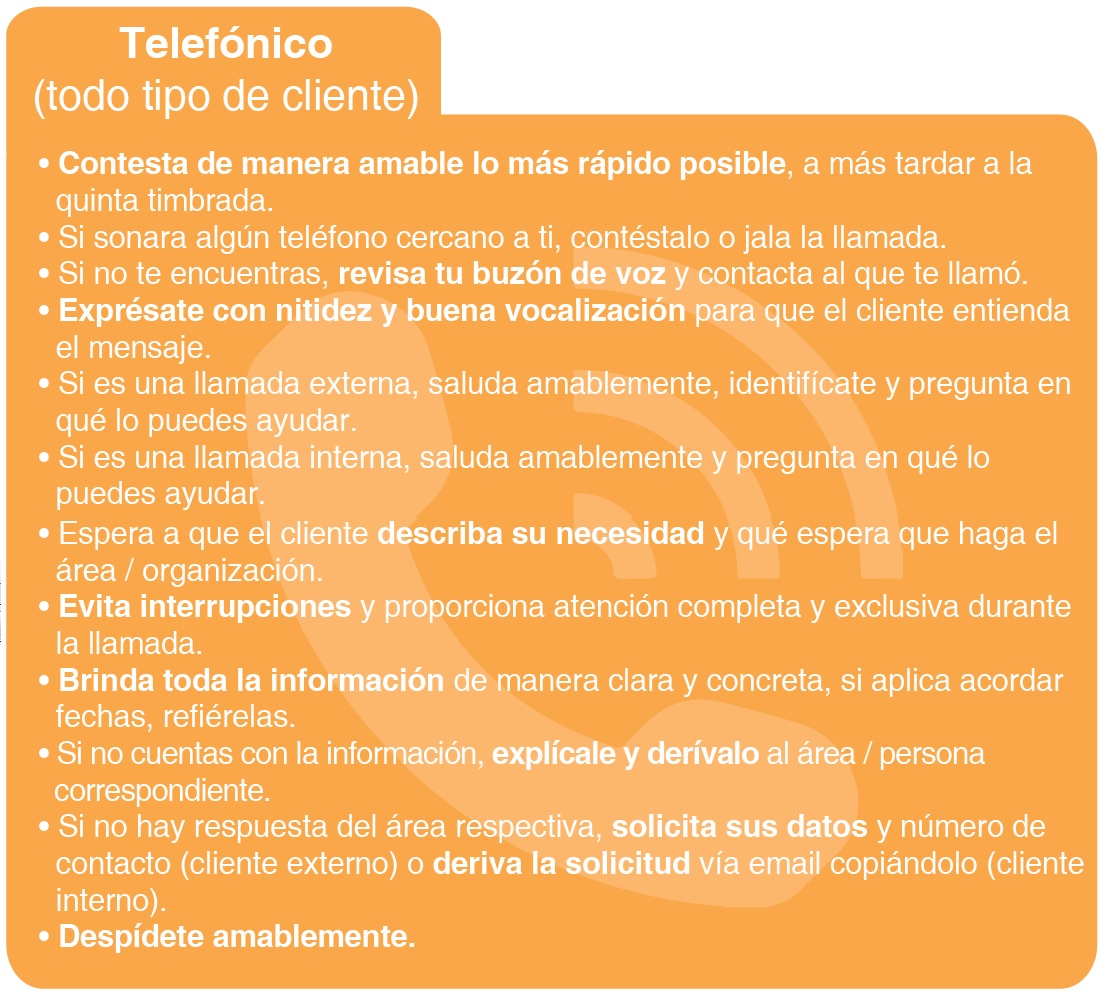 Telefónico
(todo tipo de cliente)
• Contesta de manera amable lo más rápido posible, a más tardar a la
quinta timbrada.
• Si sonara algún teléfono cercano a ti, contéstalo o jala la llamada.
• Si no te encuentras, revisa tu buzón de voz y contacta al que te llamó.
• Exprésate con nitidez y buena vocalización para que el cliente entienda
el mensaje.
• Si es una llamada externa, saluda amablemente, identifícate y pregunta en
qué lo puedes ayudar.
• Si es una llamada interna, saluda amablemente y pregunta en qué lo
puedes ayudar.
• Espera a que el cliente describa su necesidad y qué espera que haga el
área / organización.
• Evita interrupciones y proporciona atención completa y exclusiva durante
la llamada.
• Brinda toda la información de manera clara y concreta, si aplica acordar
fechas, refiérelas.
• Si no cuentas con la información, explícale y derívalo al área / persona
correspondiente.
• Si no hay respuesta del área respectiva, solicita sus datos y número de
contacto (cliente externo) o deriva la solicitud vía email copiándolo (cliente
interno).
• Despídete amablemente.